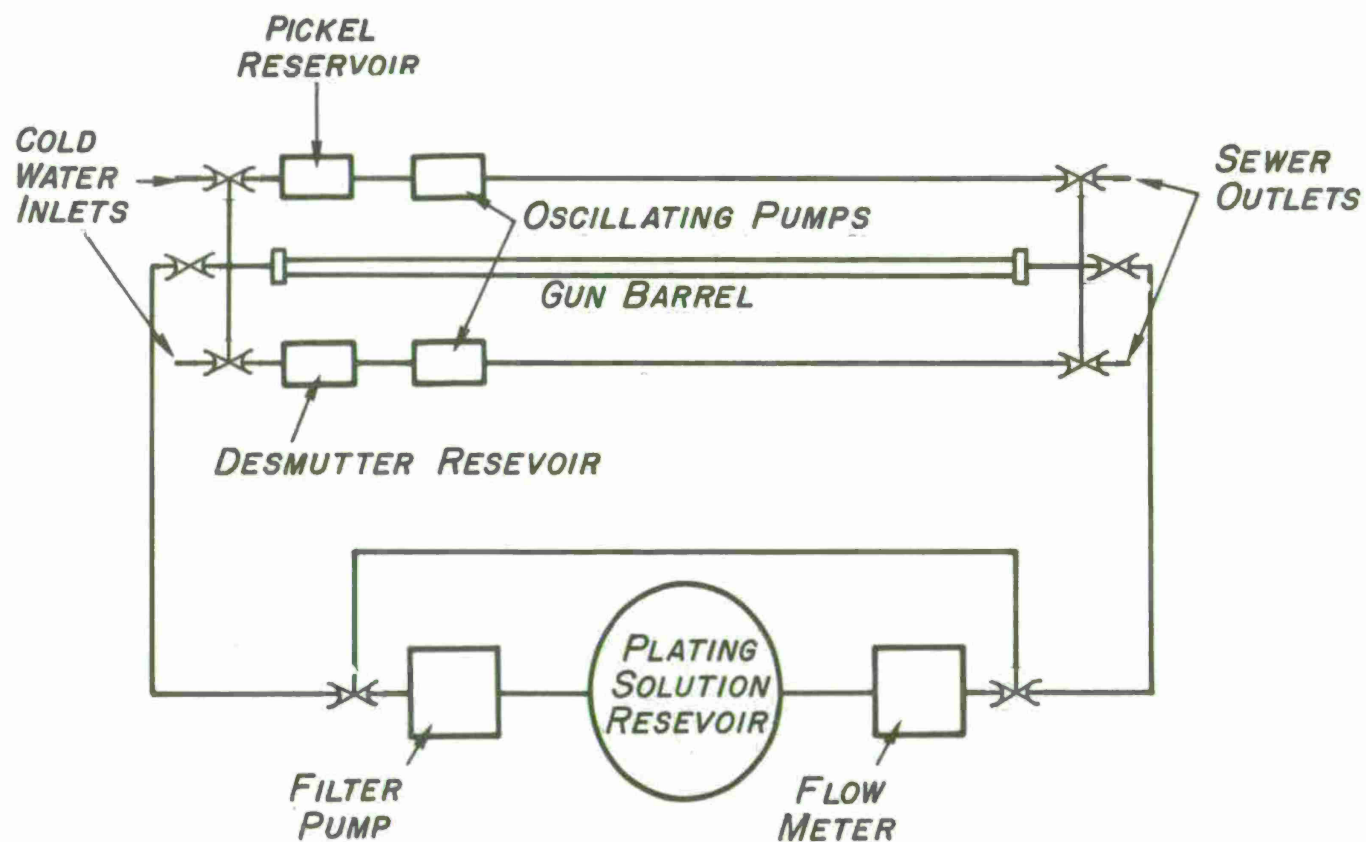 PICKEL
RESERVOIR
COLD
WATER
INLETS
SEWER
OUTLETS
OSCILLATING PUMPS
GUN BARREL
DESMUTTER RESEVOIR
PLATING
SOLUTION
RESEVOIR
FILTER
PUMP
FLOW
METER